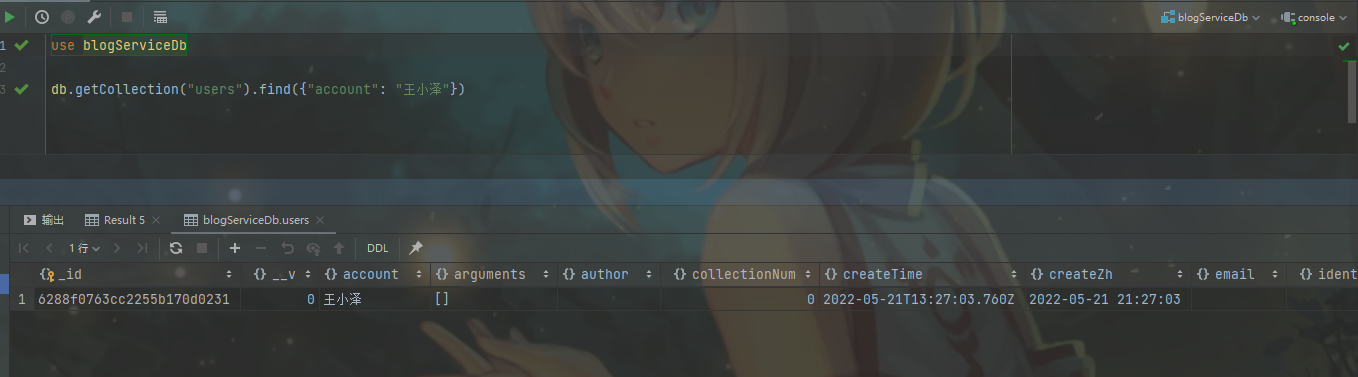 blogServiceDb console
1 use blogServiceDb
2
3 db.getCollection("users").find({"account": "王小泽"})
输出 Result 5 blogServiceDb.users
1 行 DDL
_id __v account arguments author collectionNum createTime createZh email ident
1 6288f0763cc2255b170d0231 0 王小泽 [] 0 2022-05-21T13:27:03.760Z 2022-05-21 21:27:03